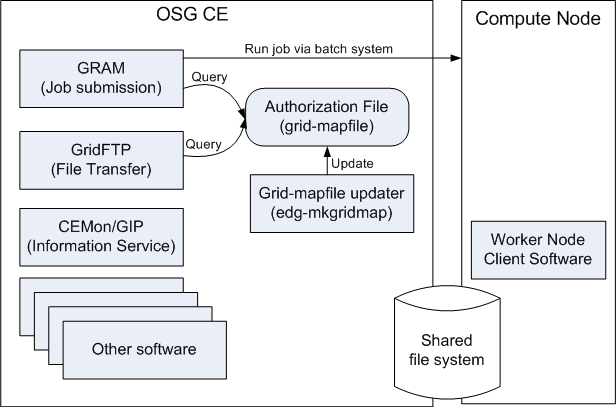 OSG CE
Compute Node
Run job via batch system
GRAM
(Job submission)
Query
Authorization File
(grid-mapfile)
GridFTP
(File Transfer)
Query
Update
Grid-mapfile updater
(edg-mkgridmap)
CEMon/GIP
(Information Service)
Worker Node
Client Software
Other software
Shared
file system